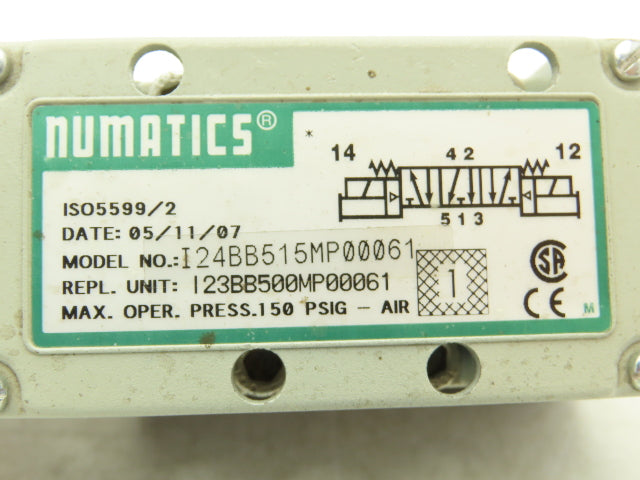 NUMATICS®
*
14 4 2 12
5 1 3
ISO5599/2
DATE: 05/11/07
MODEL NO.: I24BB515MP00061
REPL. UNIT: I23BB500MP00061
MAX. OPER. PRESS.150 PSIG – AIR
1
SA
CE
M